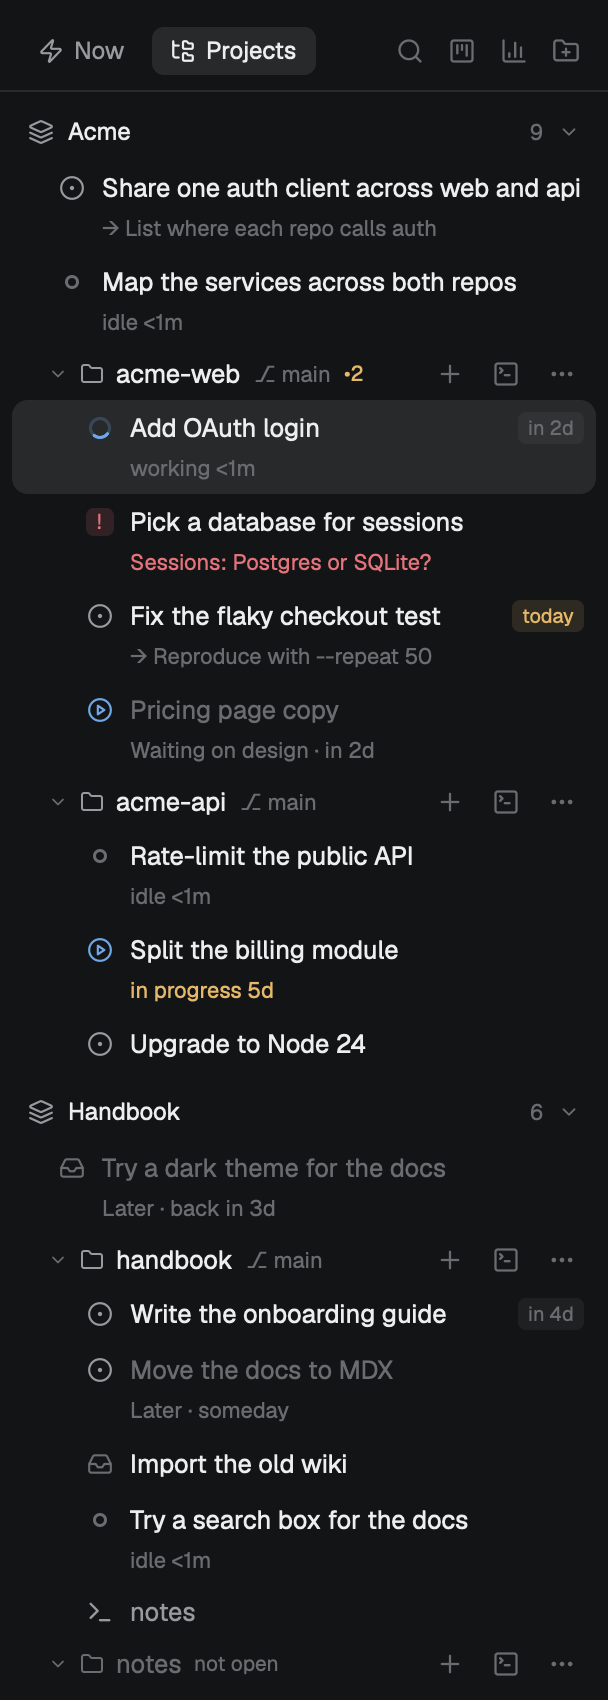 Now Projects
Acme 9
Share one auth client across web and api
→ List where each repo calls auth
Map the services across both repos
idle <1m
acme-web main •2
Add OAuth login in 2d
working <1m
! Pick a database for sessions
Sessions: Postgres or SQLite?
Fix the flaky checkout test today
→ Reproduce with --repeat 50
Pricing page copy
Waiting on design · in 2d
acme-api main
Rate-limit the public API
idle <1m
Split the billing module
in progress 5d
Upgrade to Node 24
Handbook 6
Try a dark theme for the docs
Later · back in 3d
handbook main
Write the onboarding guide in 4d
Move the docs to MDX
Later · someday
Import the old wiki
Try a search box for the docs
idle <1m
notes
notes not open